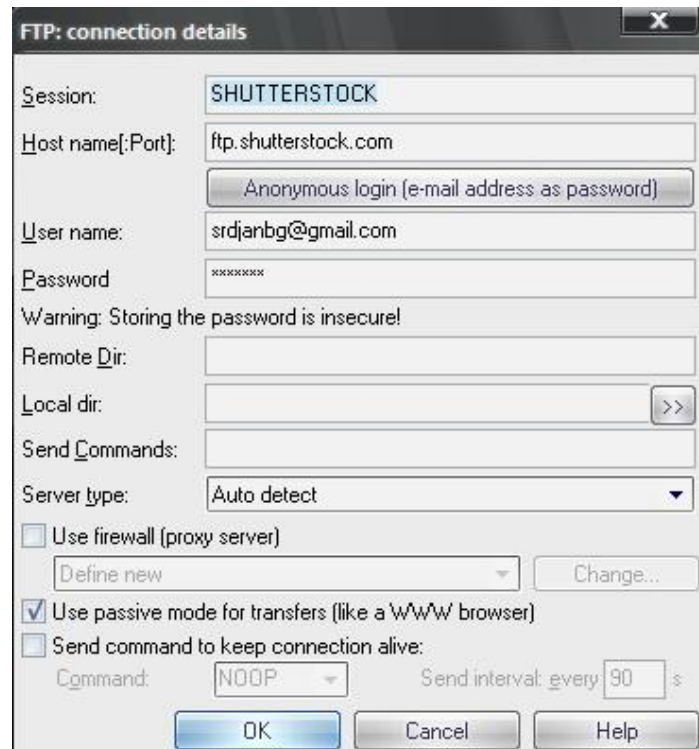 FTP: connection details
X
Session: SHUTTERSTOCK
Host name[:Port]: ftp.shutterstock.com
Anonymous login (e-mail address as password)
User name: srdjanbg@gmail.com
Password *******
Warning: Storing the password is insecure!
Remote Dir:
Local dir: >>
Send Commands:
Server type: Auto detect
Use firewall (proxy server)
Define new Change...
Use passive mode for transfers (like a WWW browser)
Send command to keep connection alive:
Command: NOOP Send interval: every 90 s
OK Cancel Help